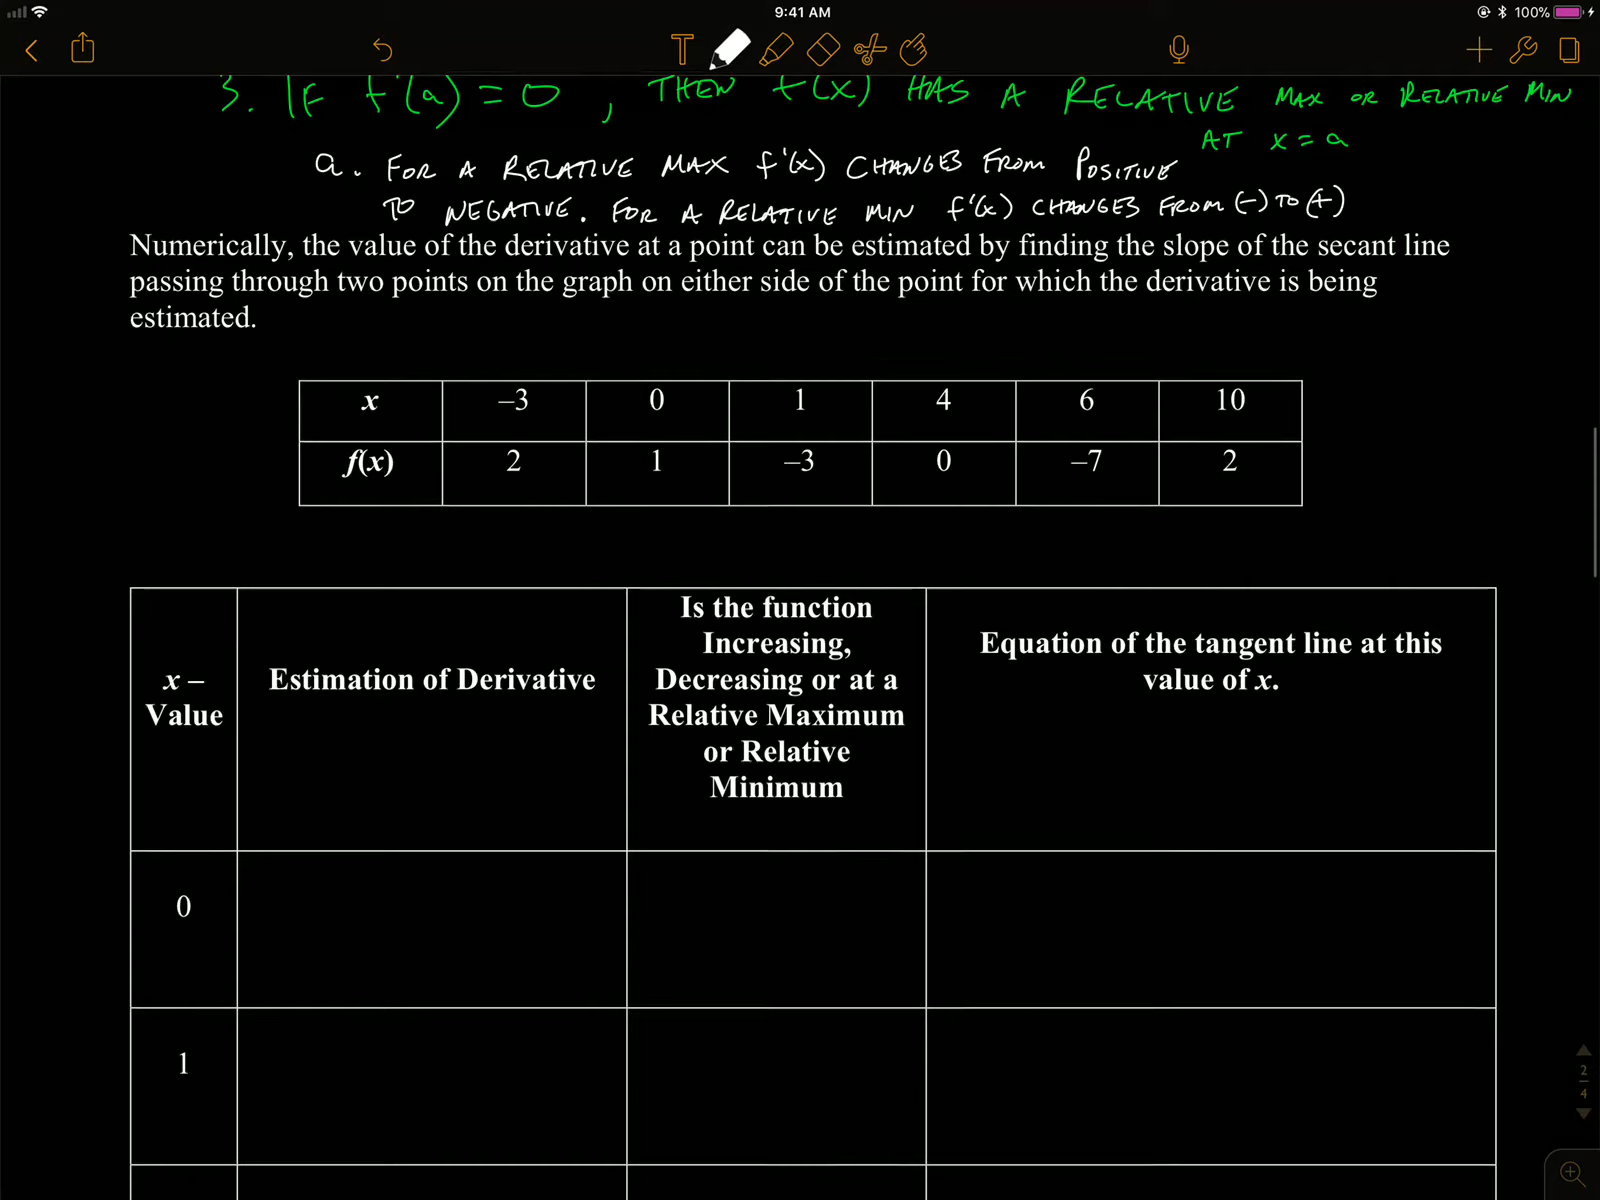 9:41 AM
100%
T
3. IF f'(a) = 0, THEN f(x) HAS A RELATIVE MAX OR RELATIVE MIN
AT x = a
a. FOR A RELATIVE MAX f'(x) CHANGES FROM POSITIVE
TO NEGATIVE. FOR A RELATIVE MIN f'(x) CHANGES FROM (-) TO (+)
Numerically, the value of the derivative at a point can be estimated by finding the slope of the secant line
passing through two points on the graph on either side of the point for which the derivative is being
estimated.
x –3 0 1 4 6 10
f(x) 2 1 –3 0 –7 2
x –
Value
Estimation of Derivative
Is the function
Increasing,
Decreasing or at a
Relative Maximum
or Relative
Minimum
Equation of the tangent line at this
value of x.
0
1
2
4